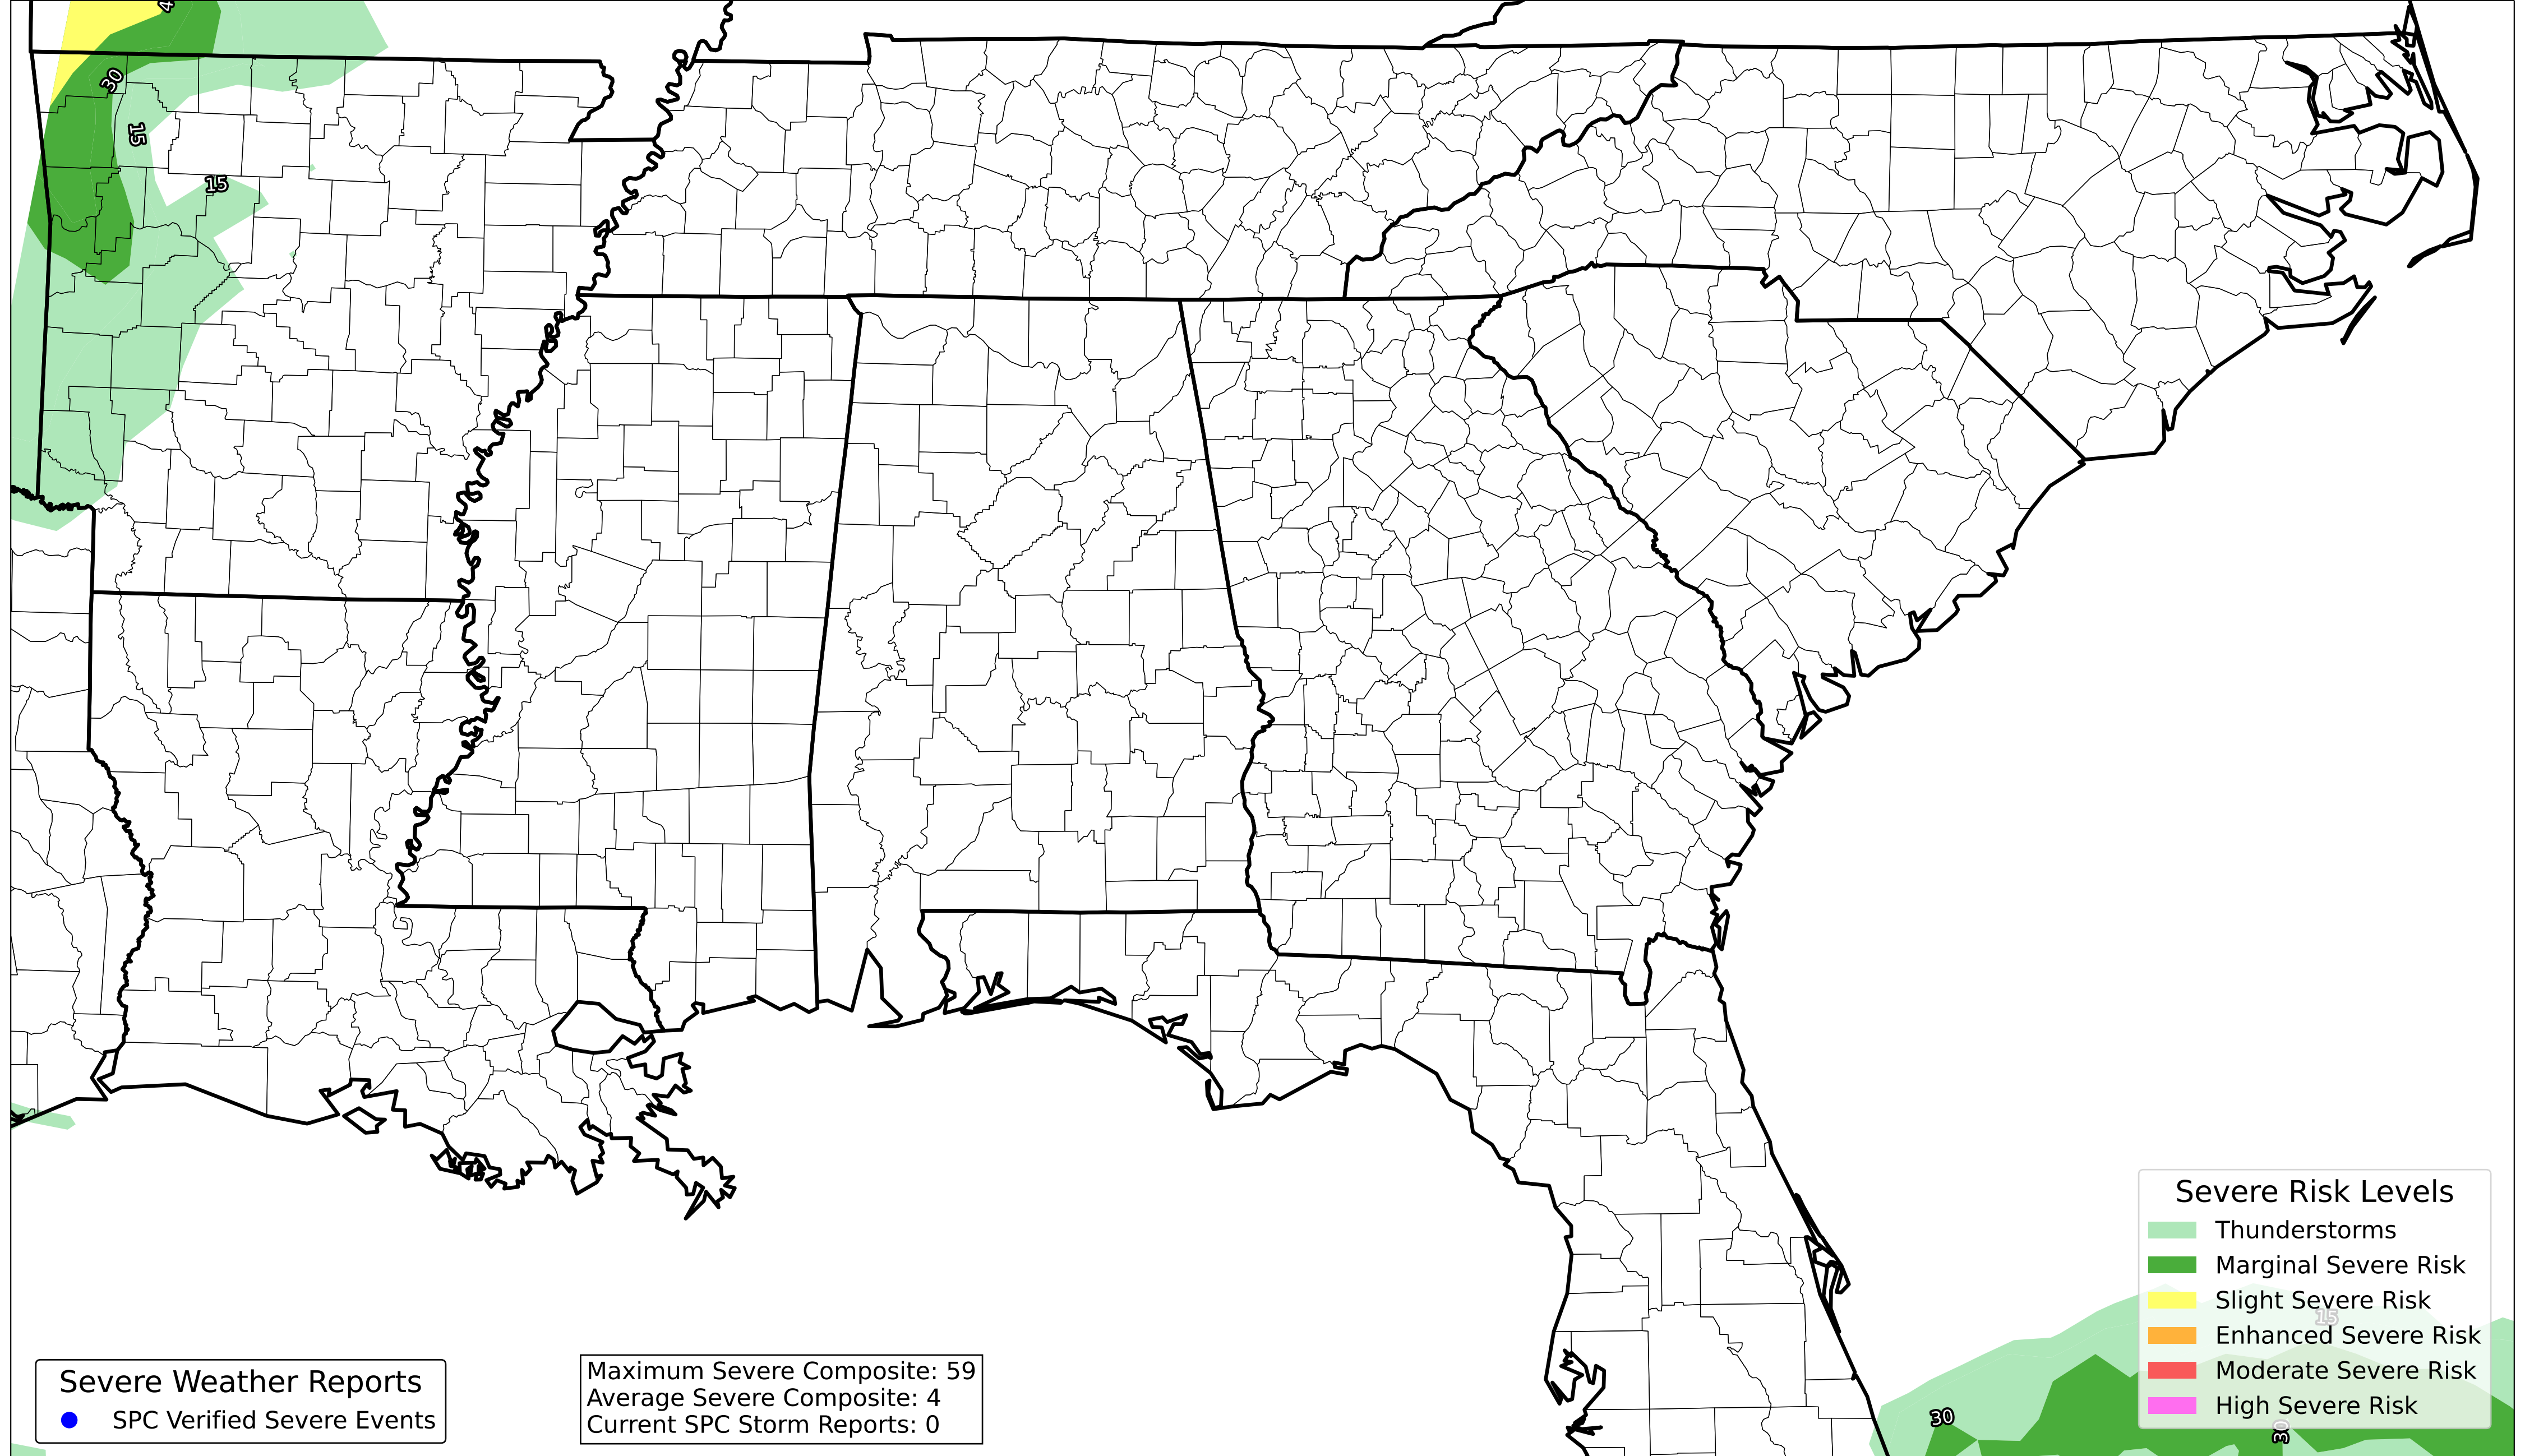 4
30
15
15
Severe Risk Levels
Thunderstorms
Marginal Severe Risk
Slight Severe Risk
15
Enhanced Severe Risk
Moderate Severe Risk
High Severe Risk
30
30
Severe Weather Reports
SPC Verified Severe Events
Maximum Severe Composite: 59
Average Severe Composite: 4
Current SPC Storm Reports: 0